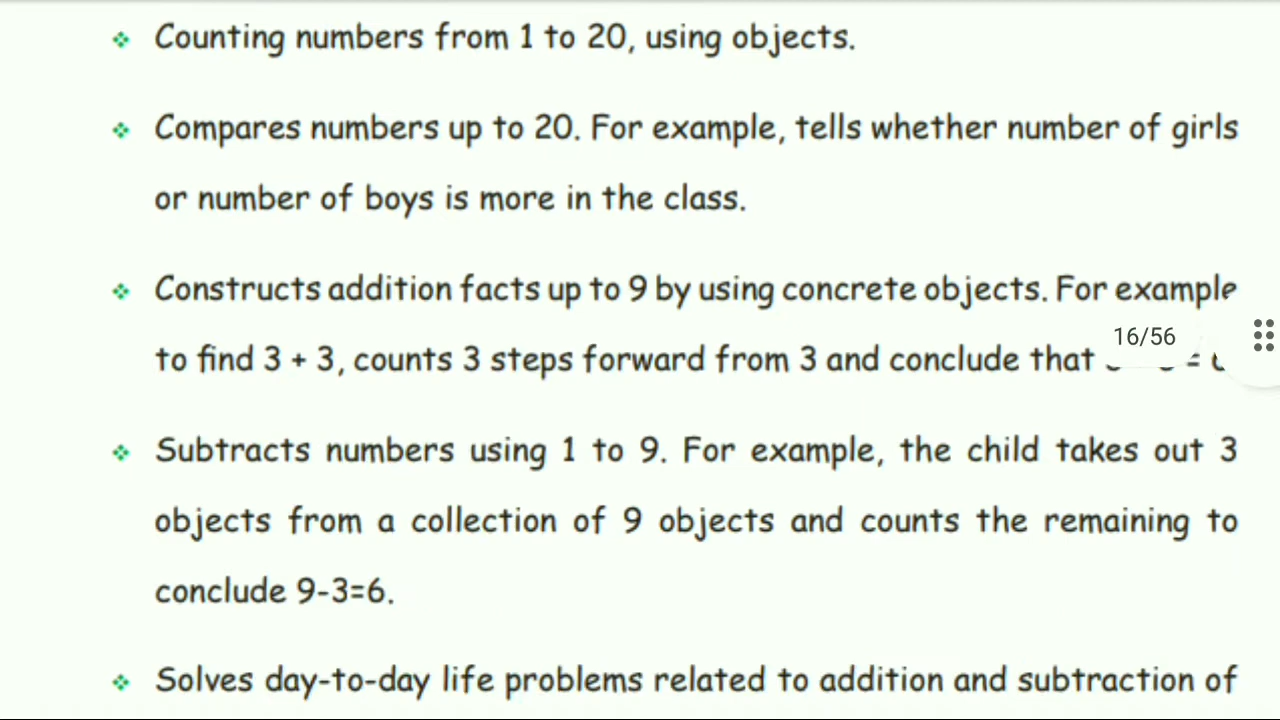 Counting numbers from 1 to 20, using objects.
Compares numbers up to 20. For example, tells whether number of girls
or number of boys is more in the class.
Constructs addition facts up to 9 by using concrete objects. For example
16/56
to find 3 + 3, counts 3 steps forward from 3 and conclude that
Subtracts numbers using 1 to 9. For example, the child takes out 3
objects from a collection of 9 objects and counts the remaining to
conclude 9-3=6.
Solves day-to-day life problems related to addition and subtraction of